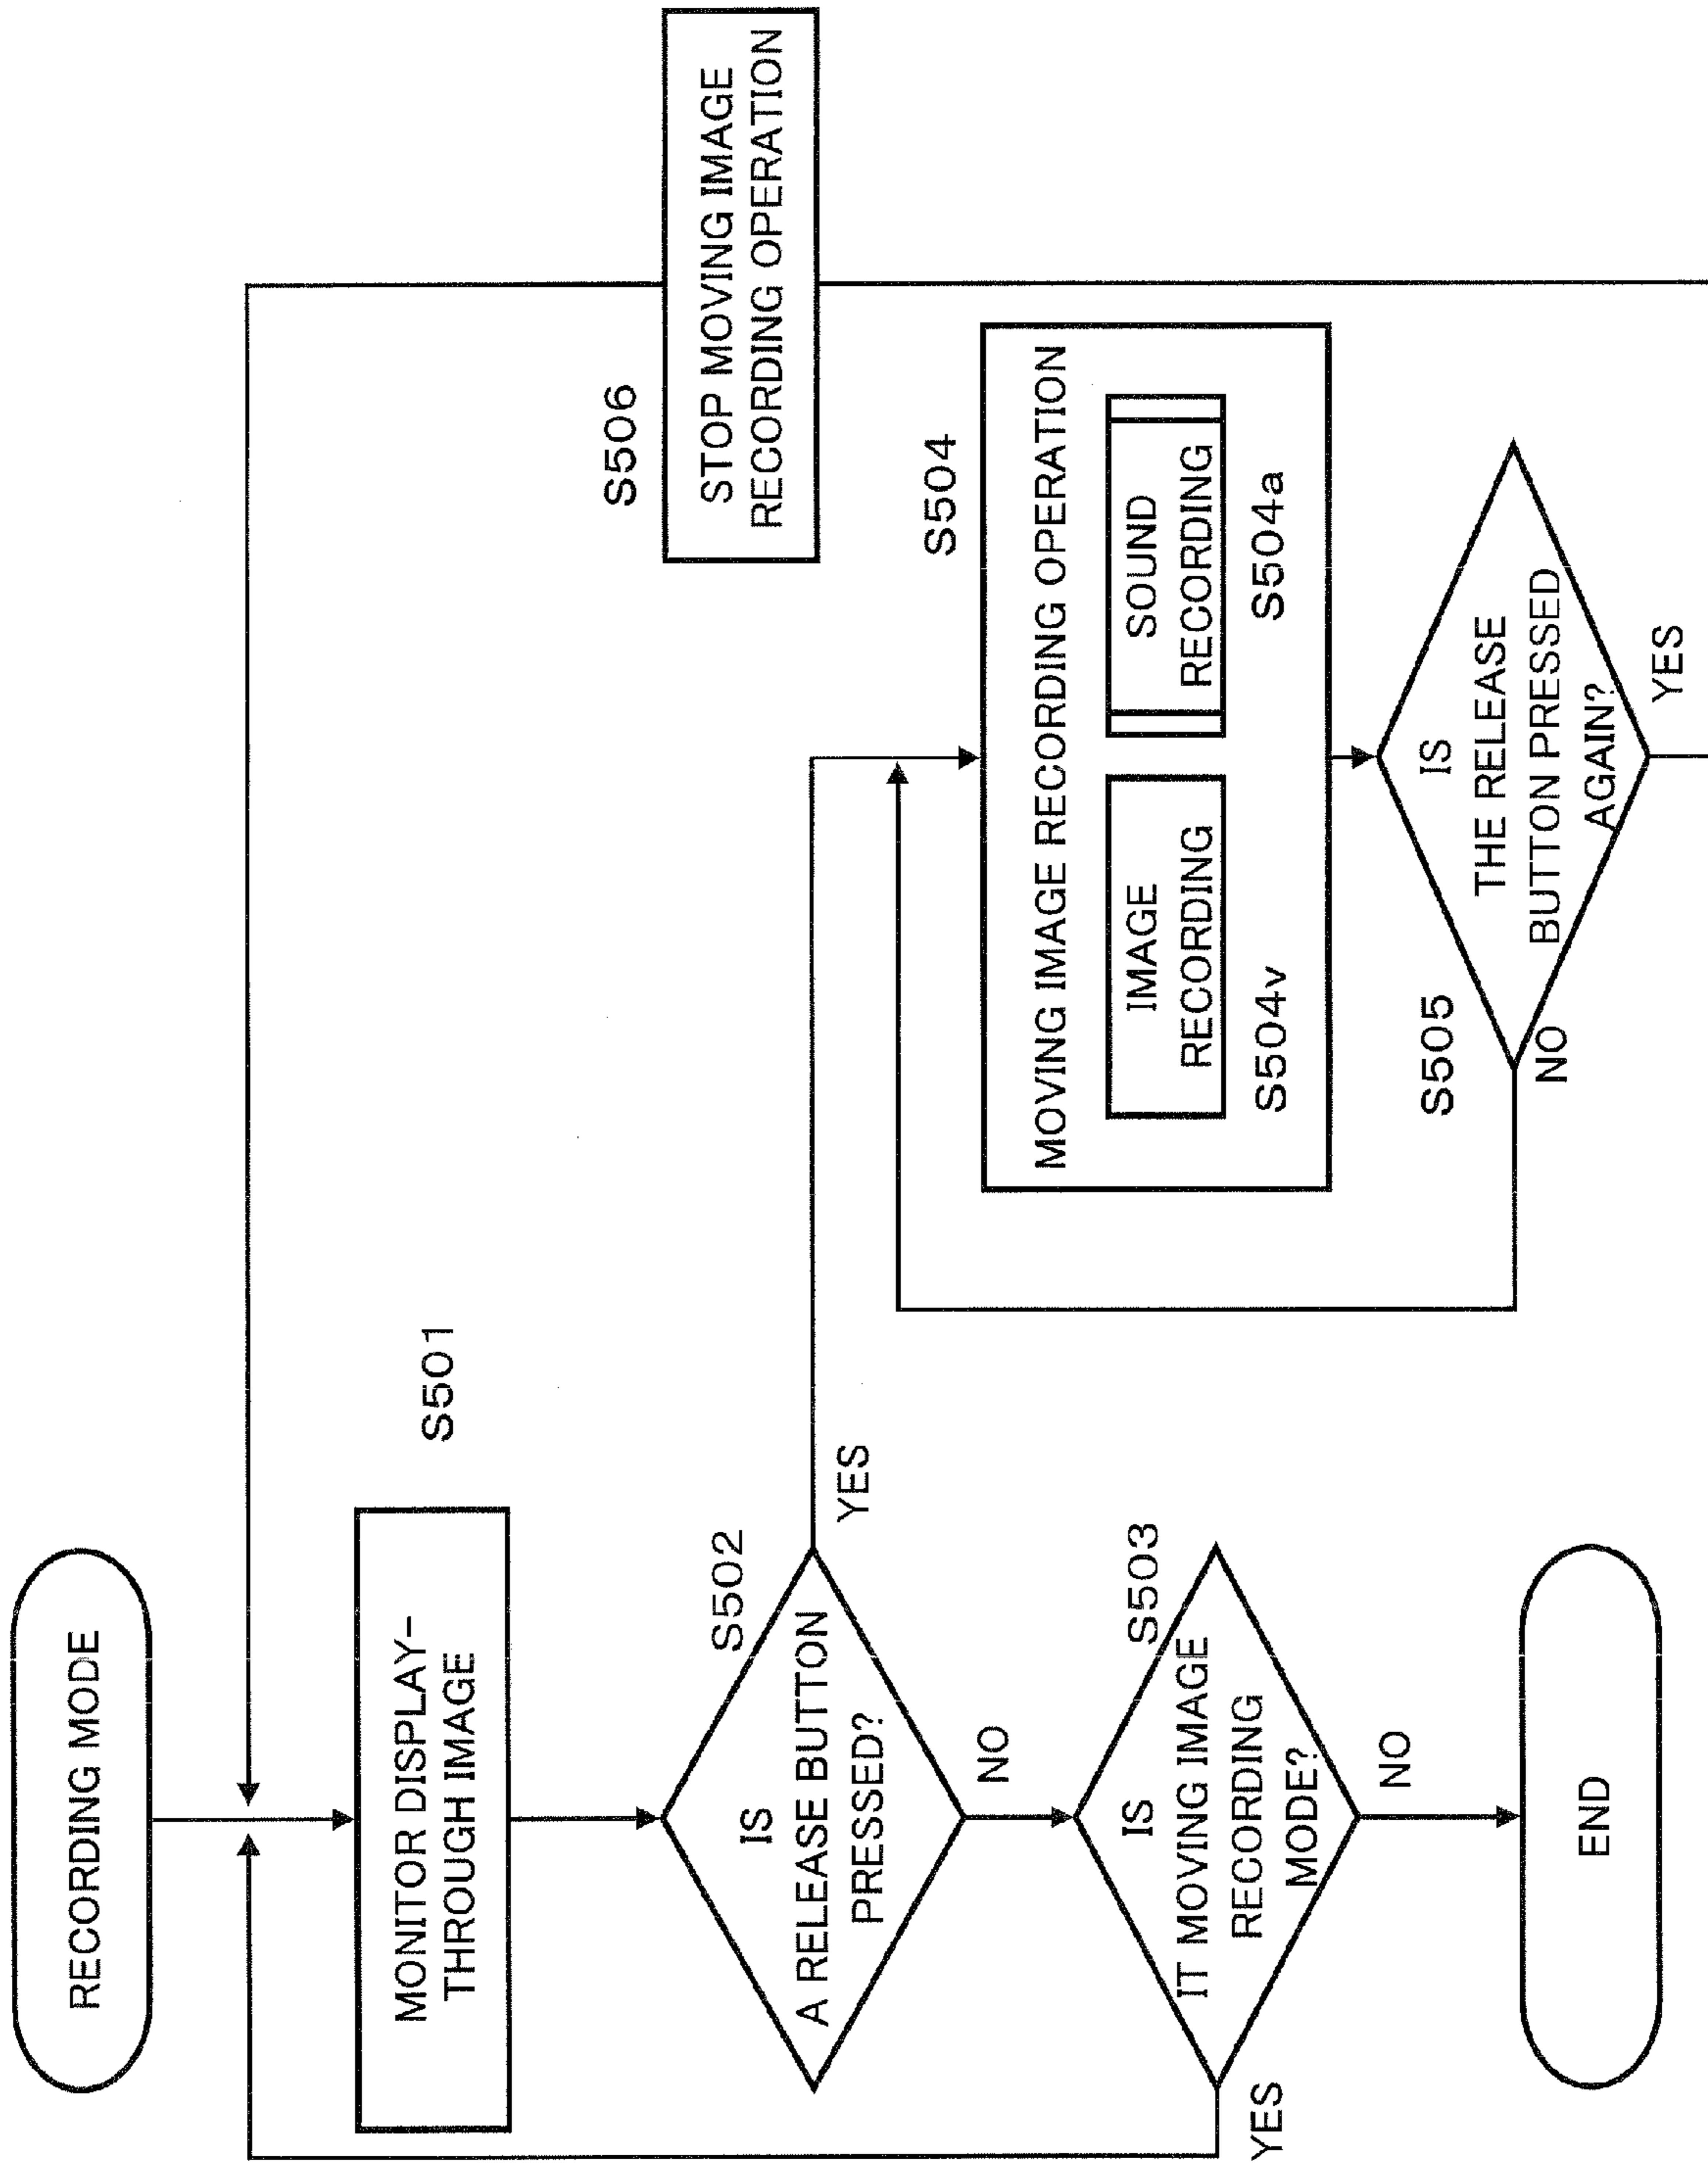 RECORDING MODE
MONITOR DISPLAY-
THROUGH IMAGE
S501
IS
A RELEASE BUTTON
PRESSED?
S502
YES
NO
IS
IT MOVING IMAGE
RECORDING
MODE?
S503
YES
NO
END
S504
MOVING IMAGE RECORDING OPERATION
IMAGE
RECORDING
S504v
SOUND
RECORDING
S504a
S505
IS
THE RELEASE
BUTTON PRESSED
AGAIN?
NO
YES
S506
STOP MOVING IMAGE
RECORDING OPERATION